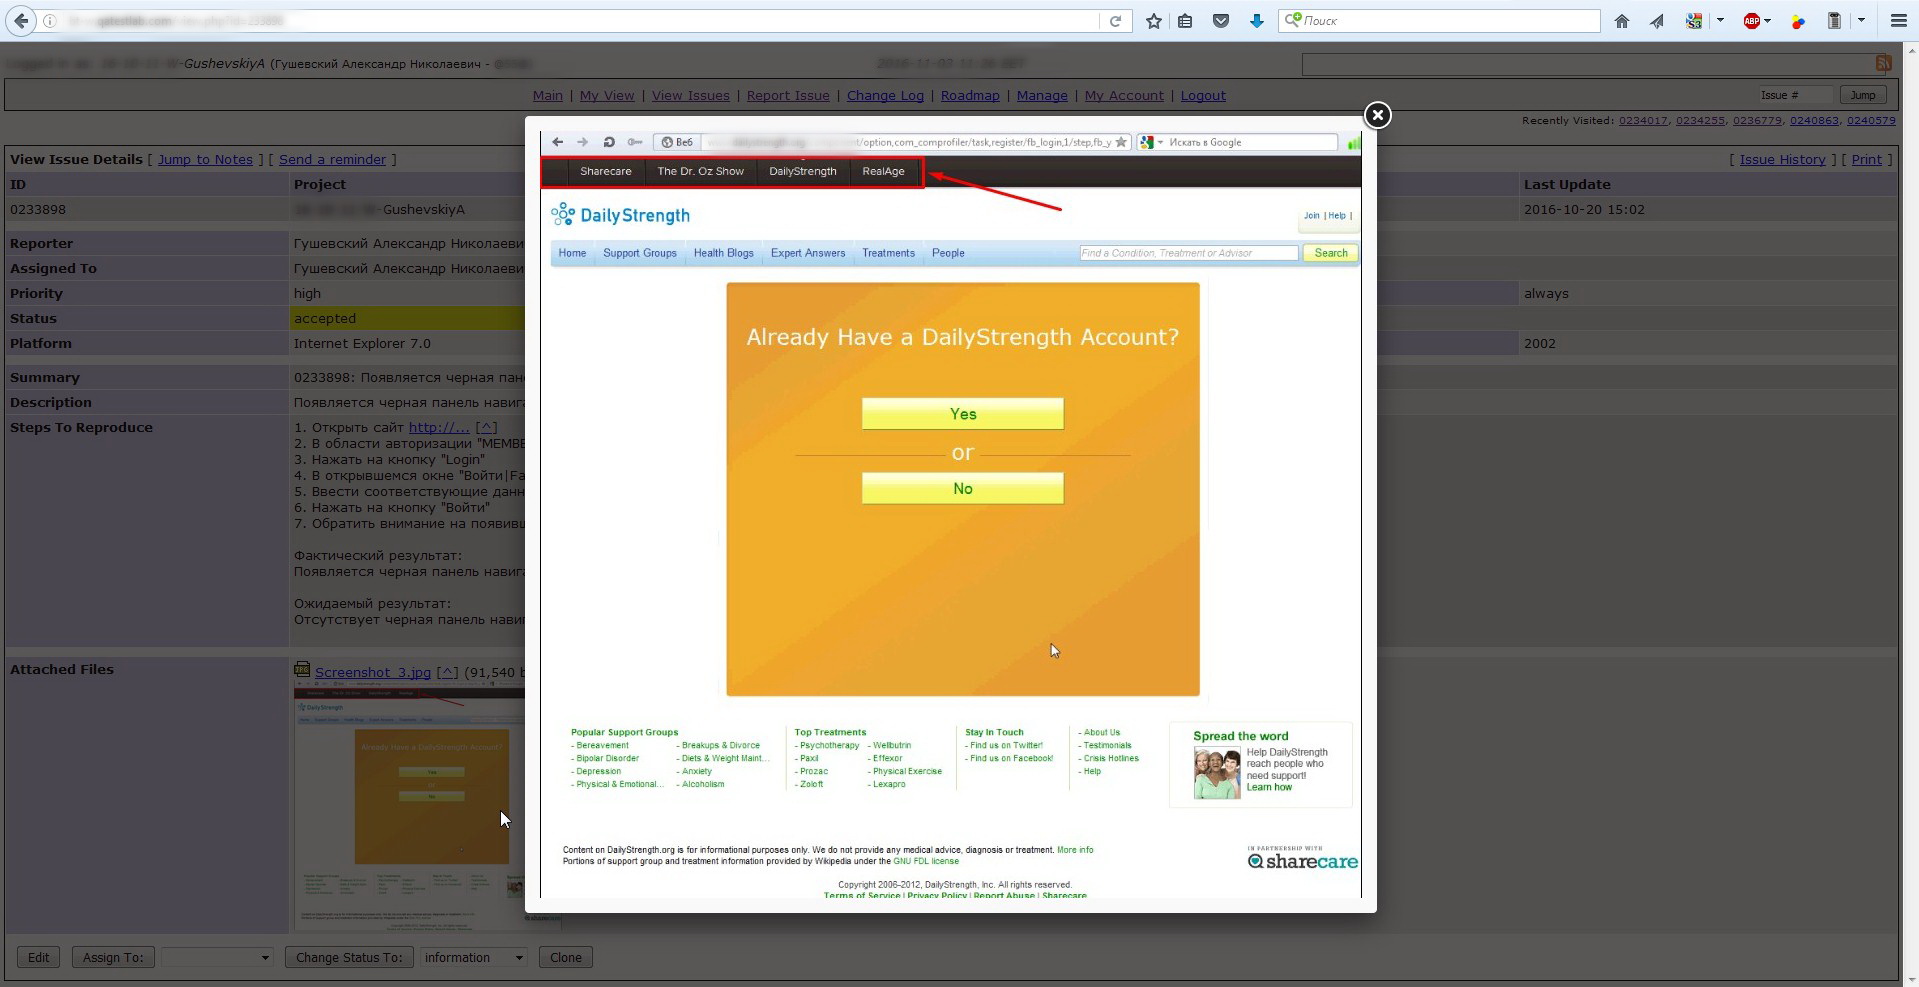 Поиск
GushevskiyA (Гушевский Александр Николаевич -
Main | My View | View Issues | Report Issue | Change Log | Roadmap | Manage | My Account | Logout
Issue #
Jump
Recently Visited: 0234017, 0234255, 0236779, 0240863, 0240579
View Issue Details [ Jump to Notes ] [ Send a reminder ]
[ Issue History ] [ Print ]
ID
Project
Last Update
0233898
-GushevskiyA
2016-10-20 15:02
Reporter
Гушевский Александр Николаеви
Assigned To
Гушевский Александр Николаеви
Priority
high
always
Status
accepted
Platform
Internet Explorer 7.0
2002
Summary
0233898: Появляется черная пан
Description
Появляется черная панель навига
Steps To Reproduce
1. Открыть сайт http://... [^]
2. В области авторизации "MEMBE
3. Нажать на кнопку "Login"
4. В открывшемся окне "Войти|Fa
5. Ввести соответствующие данн
6. Нажать на кнопку "Войти"
7. Обратить внимание на появивш
Фактический результат:
Появляется черная панель навига
Ожидаемый результат:
Отсутствует черная панель навиг
Attached Files
Screenshot_3.jpg [^] (91,540 b
Edit
Assign To:
Change Status To:
information
Clone
Веб
/option,com_comprofiler/task,register/fb_login,1/step,fb_y
Искать в Google
Sharecare
The Dr. Oz Show
DailyStrength
RealAge
DailyStrength
Join | Help |
Home
Support Groups
Health Blogs
Expert Answers
Treatments
People
Find a Condition, Treatment or Advisor
Search
Already Have a DailyStrength Account?
Yes
or
No
Popular Support Groups
- Bereavement
- Bipolar Disorder
- Depression
- Physical & Emotional...
- Breakups & Divorce
- Diets & Weight Maint...
- Anxiety
- Alcoholism
Top Treatments
- Psychotherapy
- Paxil
- Prozac
- Zoloft
- Wellbutrin
- Effexor
- Physical Exercise
- Lexapro
Stay In Touch
- Find us on Twitter!
- Find us on Facebook!
- About Us
- Testimonials
- Crisis Hotlines
- Help
Spread the word
Help DailyStrength
reach people who
need support!
Learn how
Content on DailyStrength.org is for informational purposes only. We do not provide any medical advice, diagnosis or treatment. More info
Portions of support group and treatment information provided by Wikipedia under the GNU FDL license
IN PARTNERSHIP WITH
sharecare
Copyright 2006-2012, DailyStrength, Inc. All rights reserved.
Terms of Service | Privacy Policy | Report Abuse | Sharecare